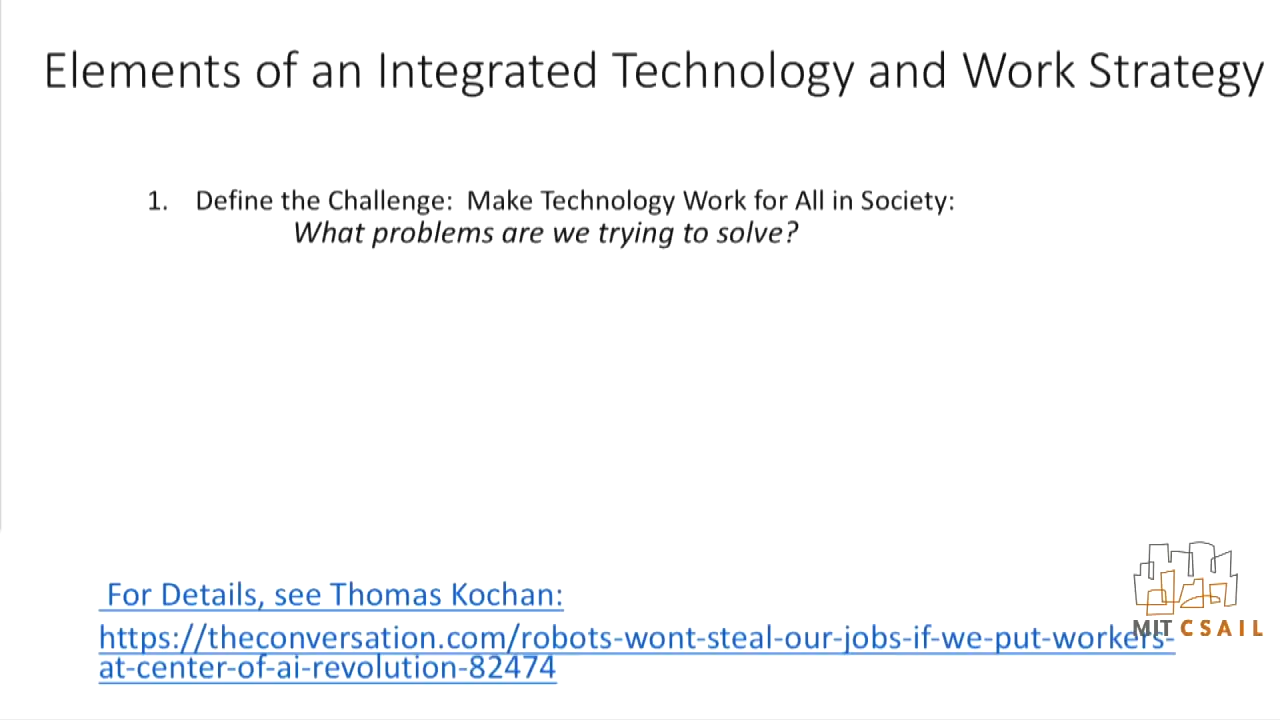 Elements of an Integrated Technology and Work Strategy
1. Define the Challenge: Make Technology Work for All in Society:
What problems are we trying to solve?
For Details, see Thomas Kochan:
https://theconversation.com/robots-wont-steal-our-jobs-if-we-put-workers-
at-center-of-ai-revolution-82474
MIT CSAIL